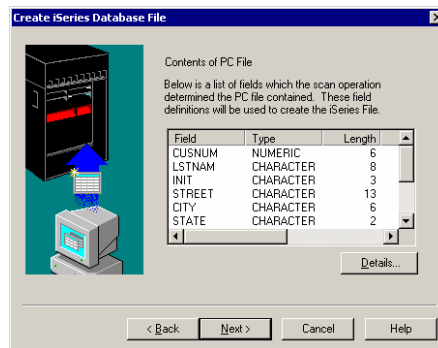 Create iSeries Database File
Contents of PC File
Below is a list of fields which the scan operation
determined the PC file contained. These field
definitions will be used to create the iSeries File.
Field Type Length
CUSNUM NUMERIC 6
LSTNAM CHARACTER 8
INIT CHARACTER 3
STREET CHARACTER 13
CITY CHARACTER 6
STATE CHARACTER 2
Details...
< Back Next > Cancel Help